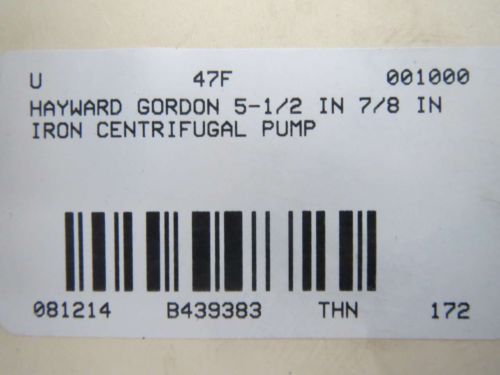 U 47F 001000
HAYWARD GORDON 5-1/2 IN 7/8 IN
IRON CENTRIFUGAL PUMP
081214 B439383 THN 172